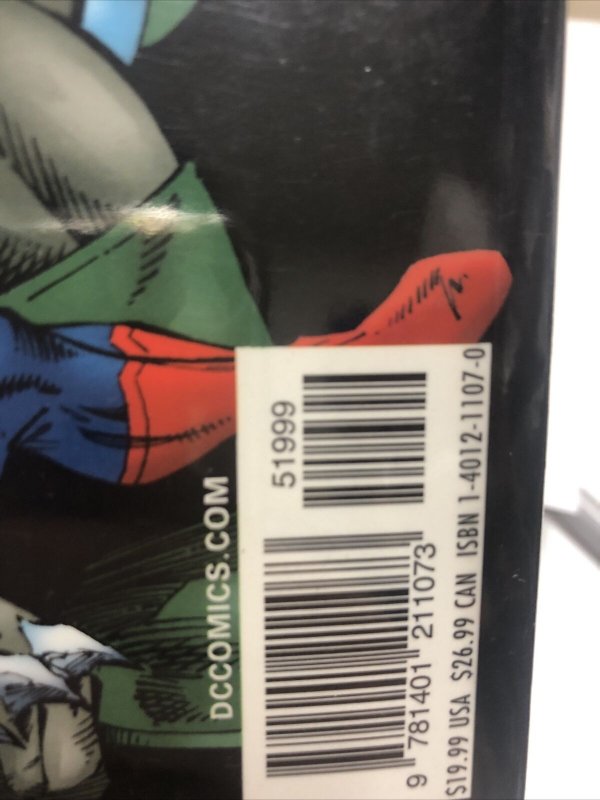 DCCOMICS.COM
51999
9 781401 211073
$19.99 USA $26.99 CAN ISBN 1-4012-1107-0